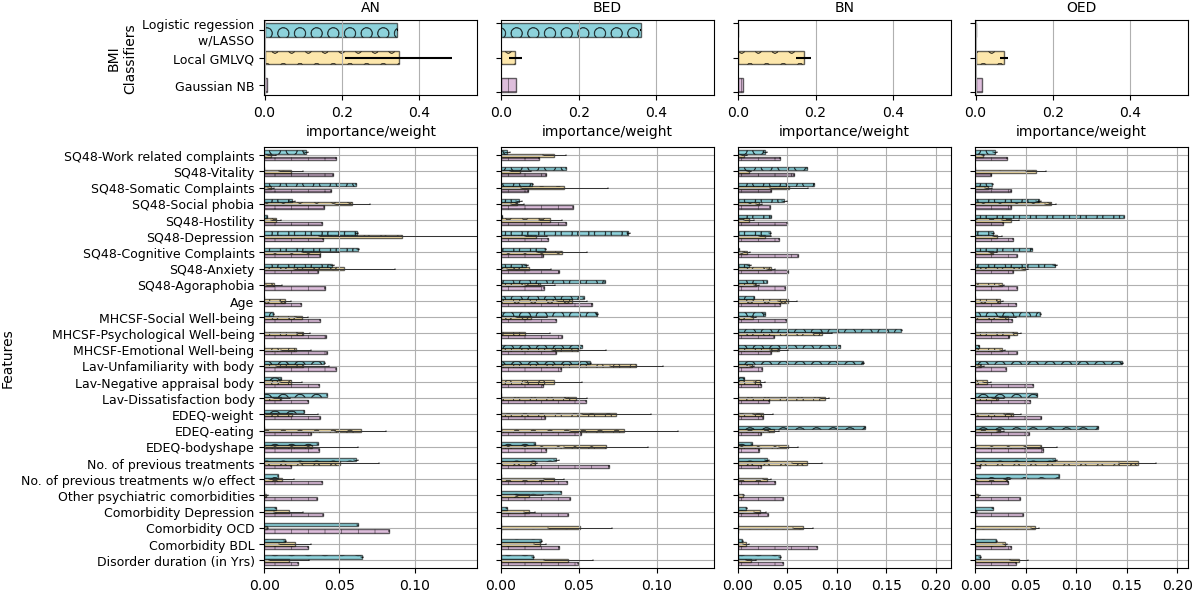 AN BED BN OED
BMI
Classifiers
Logistic regession
w/LASSO
Local GMLVQ
Gaussian NB
0.0 0.2 0.4 0.0 0.2 0.4 0.0 0.2 0.4 0.0 0.2 0.4
importance/weight importance/weight importance/weight importance/weight
Features
SQ48-Work related complaints
SQ48-Vitality
SQ48-Somatic Complaints
SQ48-Social phobia
SQ48-Hostility
SQ48-Depression
SQ48-Cognitive Complaints
SQ48-Anxiety
SQ48-Agoraphobia
Age
MHCSF-Social Well-being
MHCSF-Psychological Well-being
MHCSF-Emotional Well-being
Lav-Unfamiliarity with body
Lav-Negative appraisal body
Lav-Dissatisfaction body
EDEQ-weight
EDEQ-eating
EDEQ-bodyshape
No. of previous treatments
No. of previous treatments w/o effect
Other psychiatric comorbidities
Comorbidity Depression
Comorbidity OCD
Comorbidity BDL
Disorder duration (in Yrs)
0.00 0.05 0.10 0.00 0.05 0.10 0.00 0.05 0.10 0.15 0.20 0.00 0.05 0.10 0.15 0.20